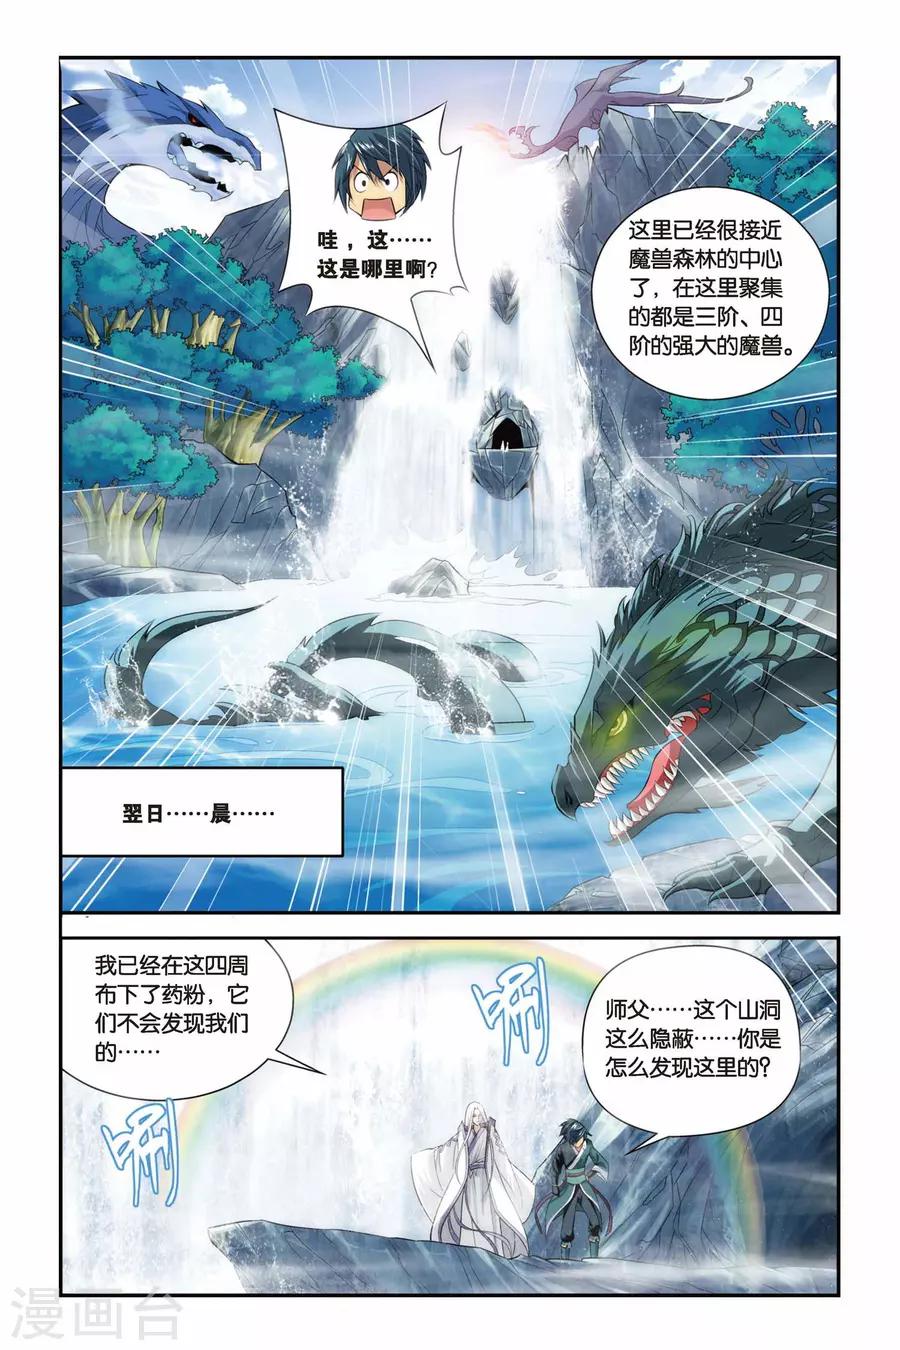 哇，这……
这是哪里啊？
这里已经很接近
魔兽森林的中心
了，在这里聚集
的都是三阶、四
阶的强大的魔兽。
翌日……晨……
我已经在这四周
布下了药粉，它
们不会发现我们
的……
唰
唰
师父……这个山洞
这么隐蔽……你是
怎么发现这里的？
漫画台